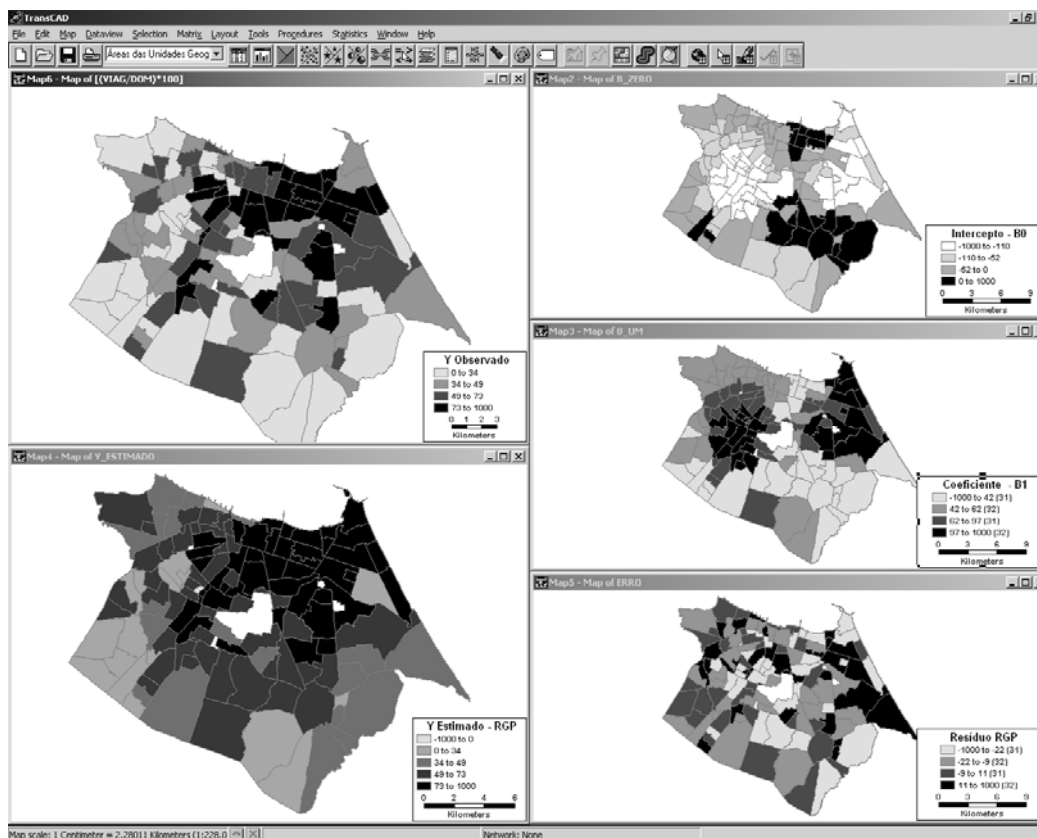 TransCAD
File Edit Map Dataview Selection Matrix Layout Tools Procedures Statistics Window Help
Áreas das Unidades Geog
Map6 - Map of [(VIAG/DOM)*100]
Y Observado
0 to 34
34 to 49
49 to 73
73 to 1000
0 1 2 3
Kilometers
Map4 - Map of Y_ESTIMADO
Y Estimado - RGP
-1000 to 0
0 to 34
34 to 49
49 to 73
73 to 1000
0 2 4 6
Kilometers
Map2 - Map of B_ZERO
Intercepto - B0
-1000 to -110
-110 to -52
-52 to 0
0 to 1000
0 3 6 9
Kilometers
Map3 - Map of B_UM
Coeficiente - B1
-1000 to 42 (31)
42 to 62 (32)
62 to 97 (31)
97 to 1000 (32)
0 3 6 9
Kilometers
Map5 - Map of ERRO
Resíduo RGP
-1000 to -22 (31)
-22 to -9 (32)
-9 to 11 (31)
11 to 1000 (32)
0 3 6 9
Kilometers
Map scale: 1 Centimeter = 2.28011 Kilometers (1:228.0
Network: None